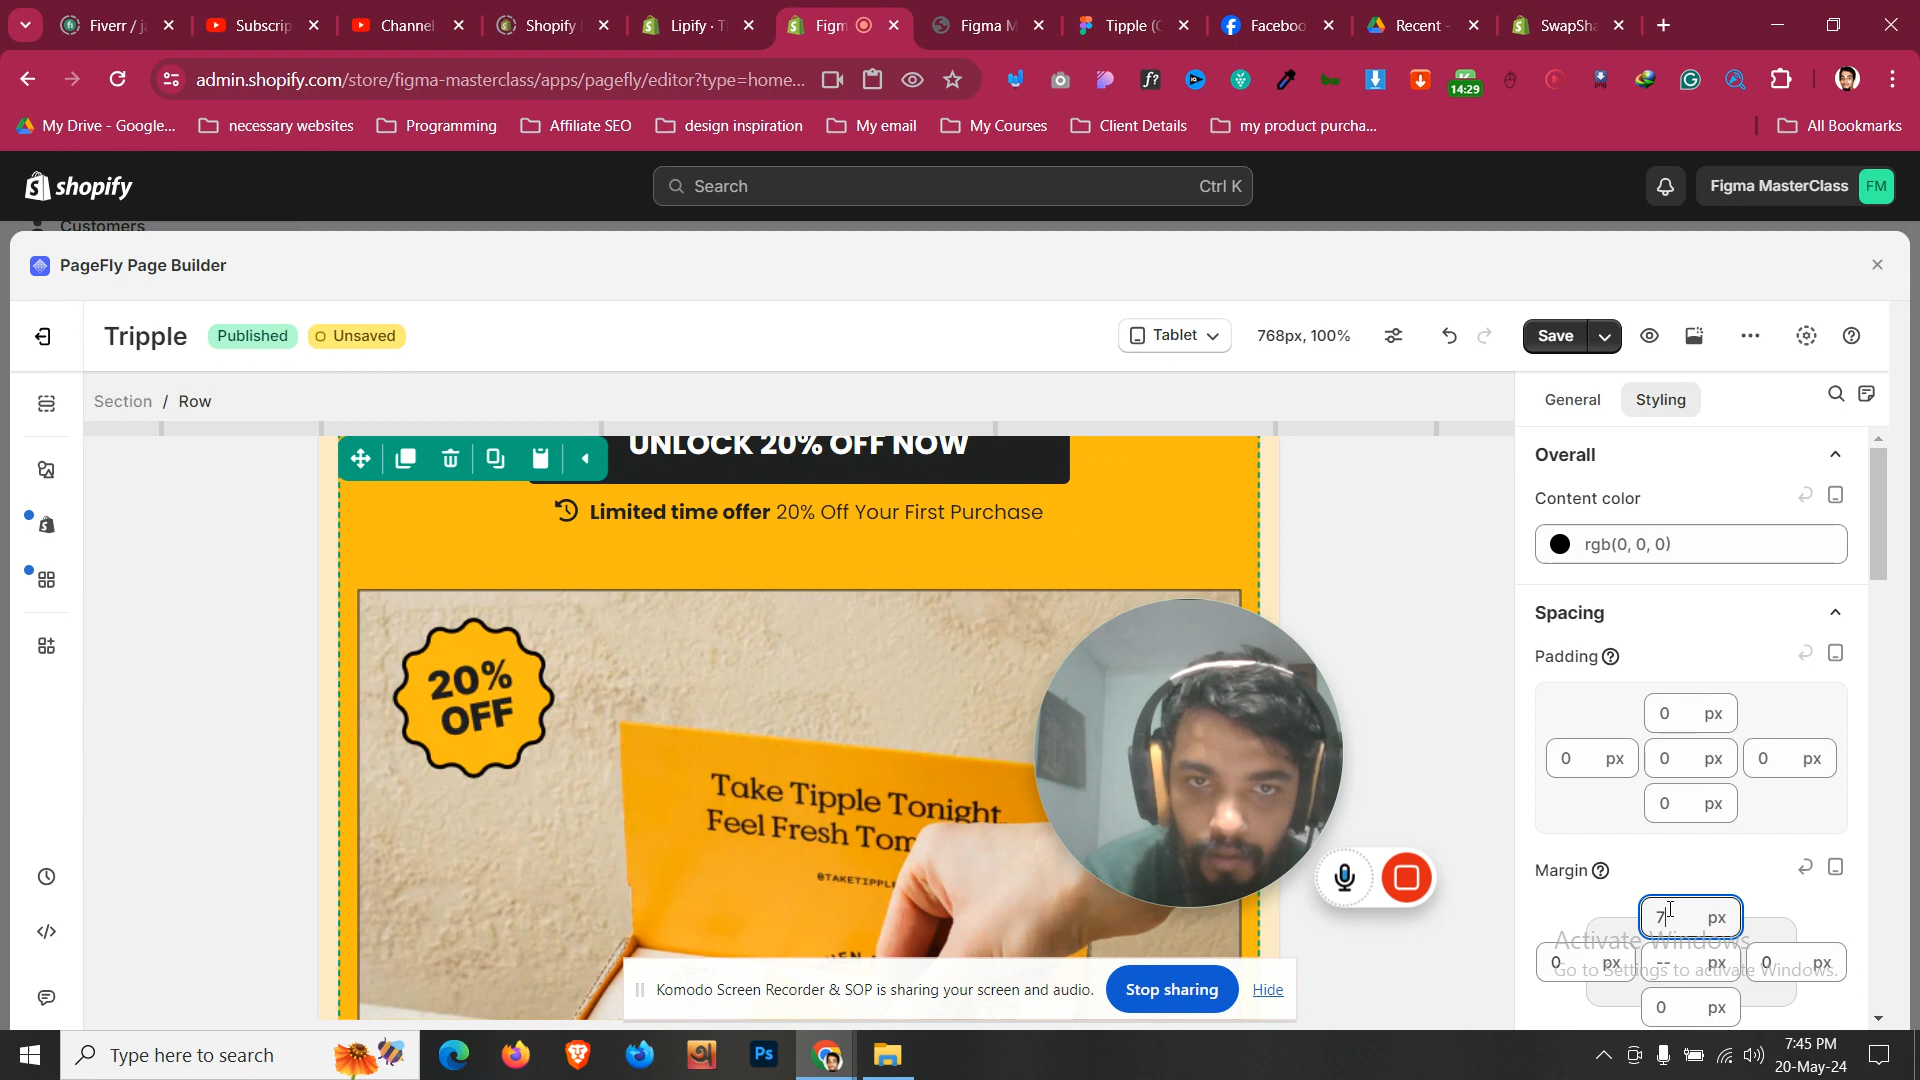 Fiverr / ja
Subscrip
Channel
Shopify
Lipify · T
Figm
Figma M
Tipple (C
Faceboo
Recent -
SwapSha
admin.shopify.com/store/figma-masterclass/apps/pagefly/editor?type=home...
14:29
My Drive - Google...
necessary websites
Programming
Affiliate SEO
design inspiration
My email
My Courses
Client Details
my product purcha...
All Bookmarks
shopify
Search
Ctrl K
Figma MasterClass
FM
Customers
PageFly Page Builder
Tripple
Published
Unsaved
Tablet
768px, 100%
Save
Section / Row
General
Styling
UNLOCK 20% OFF NOW
Limited time offer 20% Off Your First Purchase
20%
OFF
Take Tipple Tonight,
Feel Fresh Tom
@TAKETIPPLE
Overall
Content color
rgb(0, 0, 0)
Spacing
Padding
0 px
0 px
0 px
0 px
0 px
Margin
7 px
0 px
-- px
0 px
0 px
Activate Windows
Go to Settings to activate Windows.
Komodo Screen Recorder & SOP is sharing your screen and audio.
Stop sharing
Hide
Type here to search
Ps
7:45 PM
20-May-24